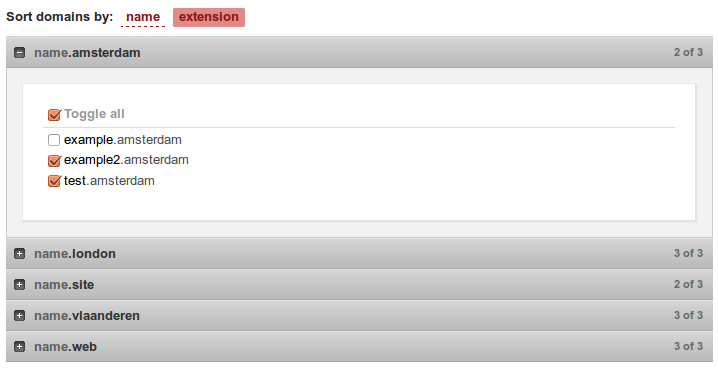 Sort domains by: name extension
name.amsterdam 2 of 3
Toggle all
example.amsterdam
example2.amsterdam
test.amsterdam
name.london 3 of 3
name.site 2 of 3
name.vlaanderen 3 of 3
name.web 3 of 3